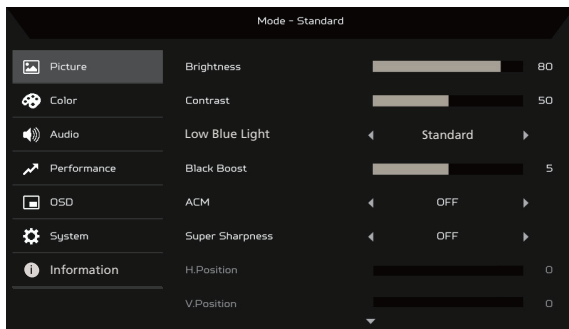 Mode - Standard
Picture
Brightness 80
Color
Contrast 50
Audio
Low Blue Light Standard
Performance
Black Boost 5
OSD
ACM OFF
System
Super Sharpness OFF
Information
H.Position 0
V.Position 0